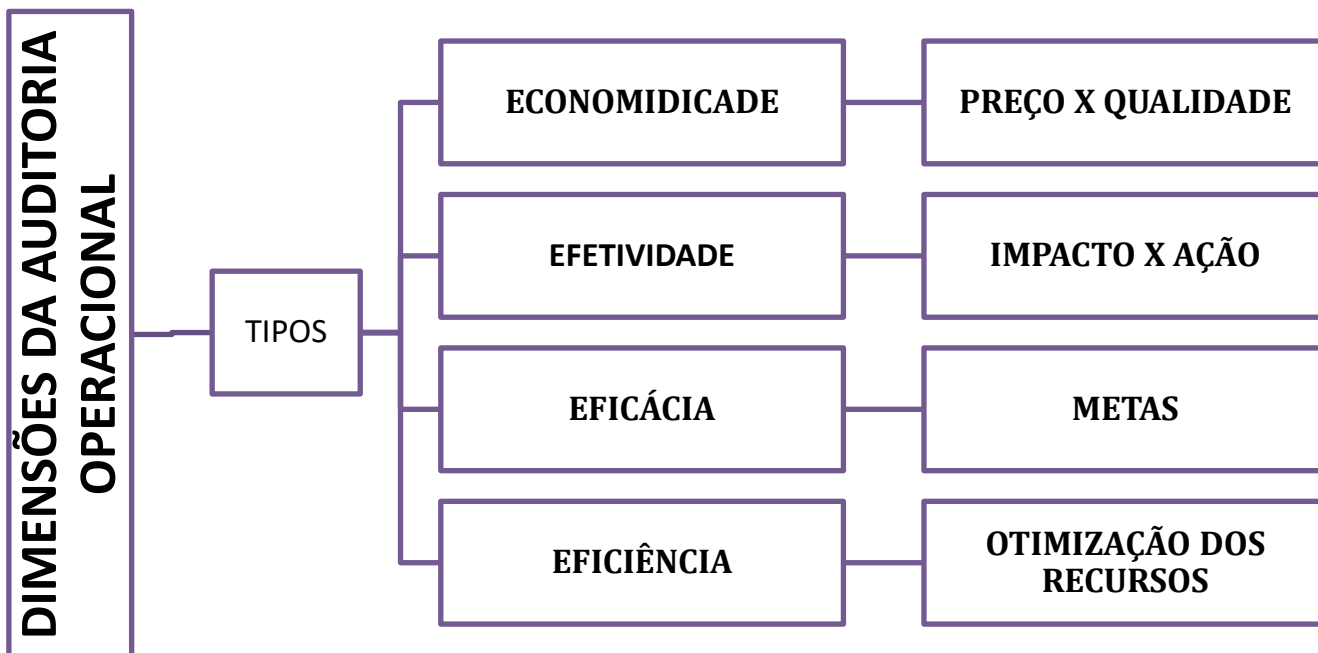 DIMENSÕES DA AUDITORIA
OPERACIONAL
TIPOS
ECONOMIDICADE
PREÇO X QUALIDADE
EFETIVIDADE
IMPACTO X AÇÃO
EFICÁCIA
METAS
EFICIÊNCIA
OTIMIZAÇÃO DOS
RECURSOS